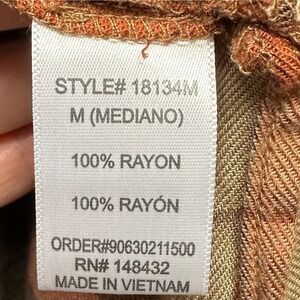 STYLE# 18134M
M (MEDIANO)
100% RAYON
100% RAYÓN
ORDER#90630211500
RN# 148432
MADE IN VIETNAM